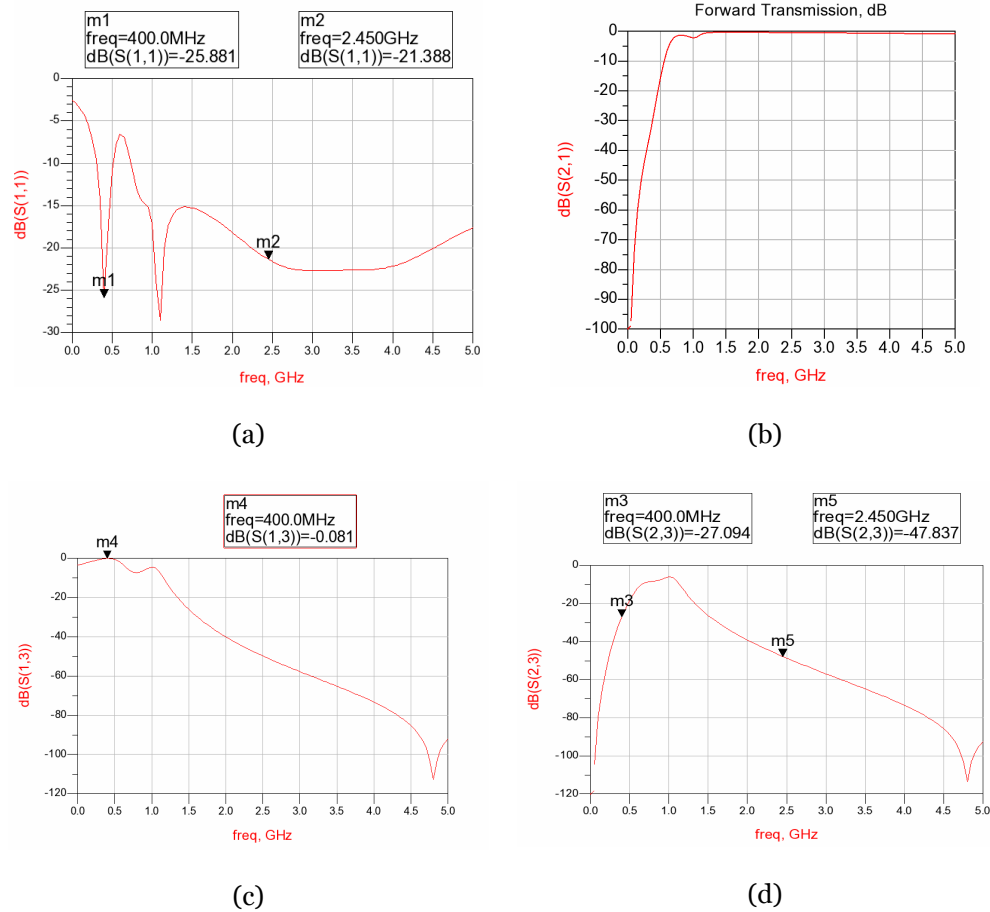 m1
freq=400.0MHz
dB(S(1,1))=-25.881
m2
freq=2.450GHz
dB(S(1,1))=-21.388
0
-5
-10
-15
-20
-25
-30
dB(S(1,1))
m1
m2
0.0 0.5 1.0 1.5 2.0 2.5 3.0 3.5 4.0 4.5 5.0
freq, GHz
(a)
Forward Transmission, dB
0
-10
-20
-30
-40
-50
-60
-70
-80
-90
-100
dB(S(2,1))
0.0 0.5 1.0 1.5 2.0 2.5 3.0 3.5 4.0 4.5 5.0
freq, GHz
(b)
m4
freq=400.0MHz
dB(S(1,3))=-0.081
m4
0
-20
-40
-60
-80
-100
-120
dB(S(1,3))
0.0 0.5 1.0 1.5 2.0 2.5 3.0 3.5 4.0 4.5 5.0
freq, GHz
(c)
m3
freq=400.0MHz
dB(S(2,3))=-27.094
m5
freq=2.450GHz
dB(S(2,3))=-47.837
0
-20
-40
-60
-80
-100
-120
dB(S(2,3))
m3
m5
0.0 0.5 1.0 1.5 2.0 2.5 3.0 3.5 4.0 4.5 5.0
freq, GHz
(d)